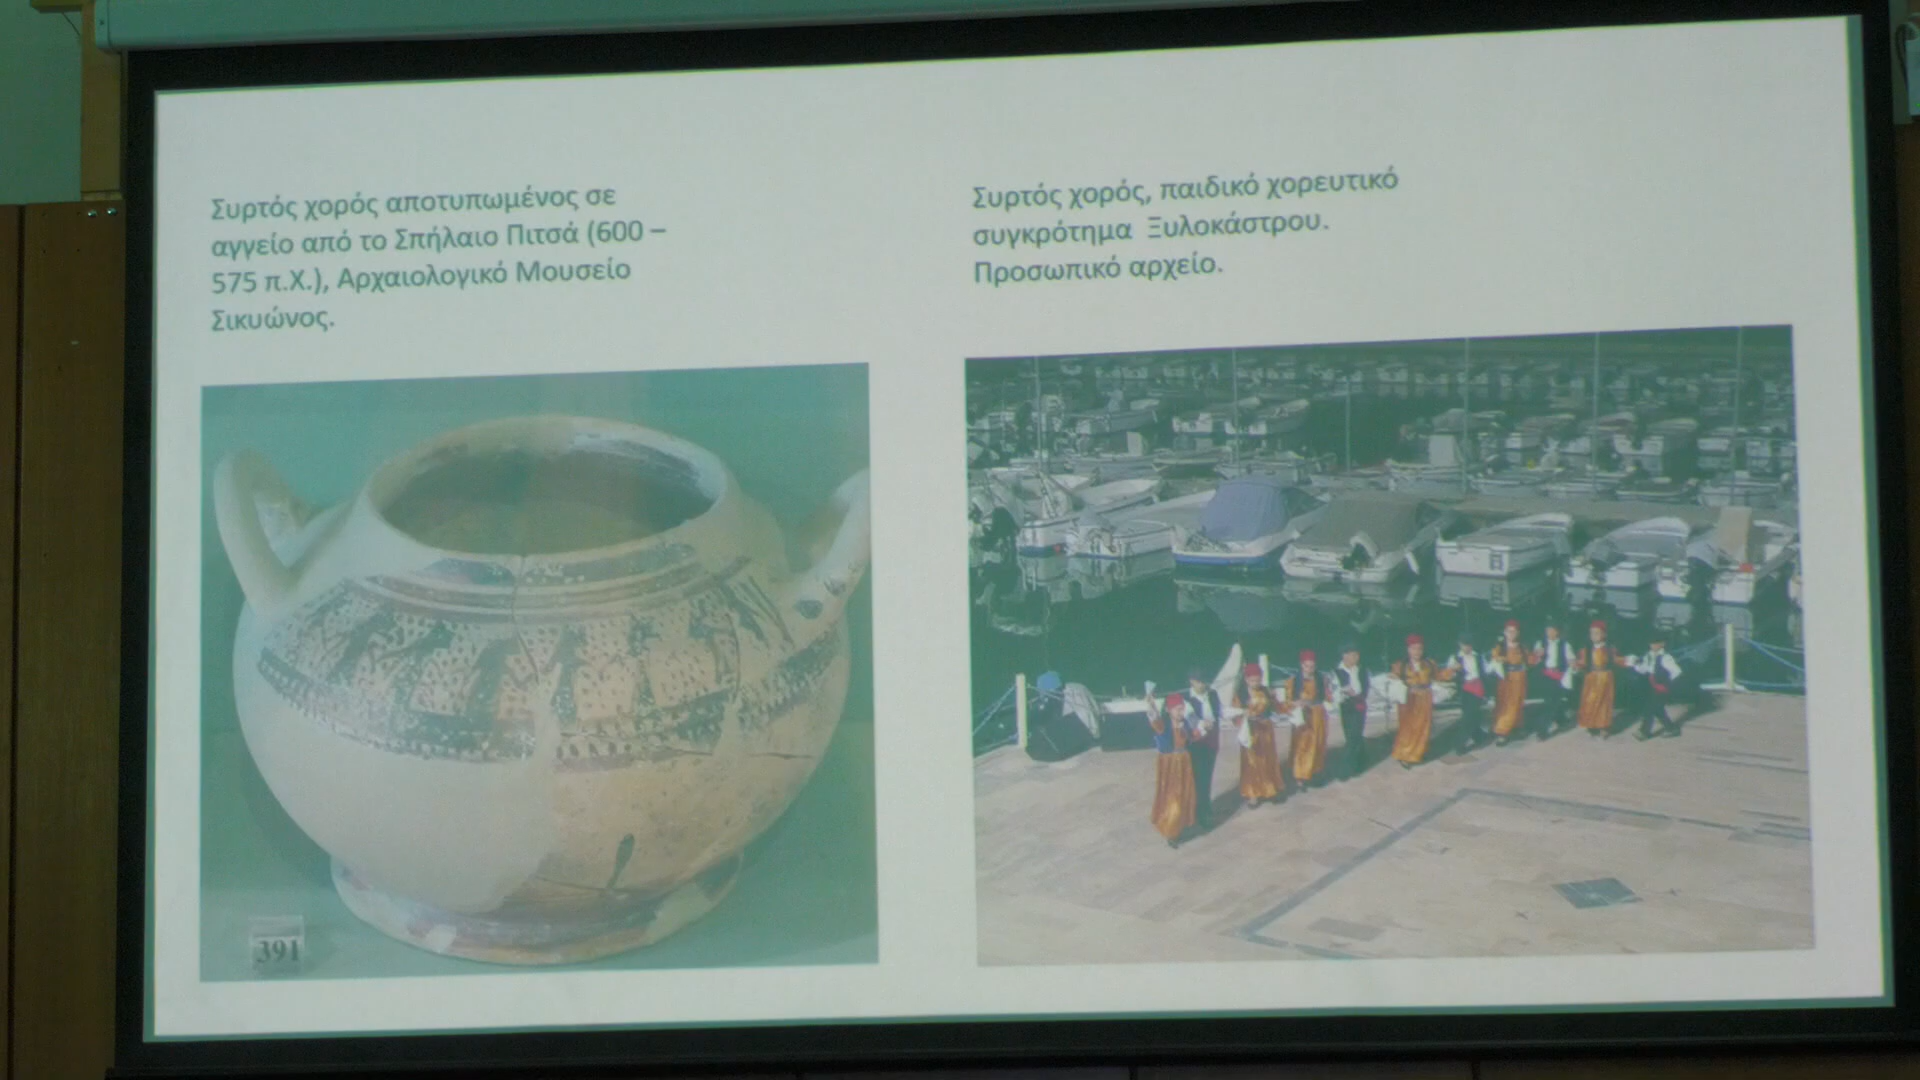 Συρτός χορός αποτυπωμένος σε
αγγείο από το Σπήλαιο Πιτσά (600 –
575 π.Χ.), Αρχαιολογικό Μουσείο
Σικυώνος.
Συρτός χορός, παιδικό χορευτικό
συγκρότημα Ξυλοκάστρου.
Προσωπικό αρχείο.
391